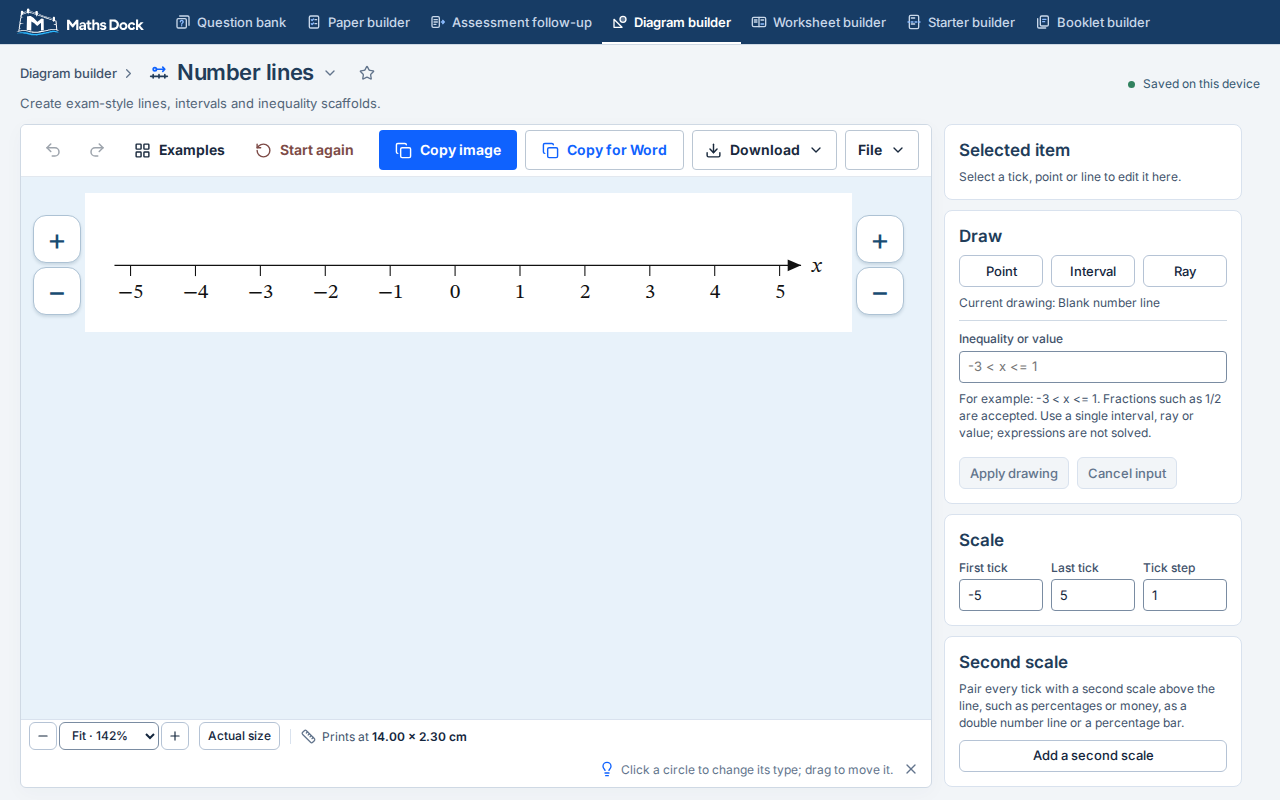 Maths Dock
Question bank
Paper builder
Assessment follow-up
Diagram builder
Worksheet builder
Starter builder
Booklet builder
Diagram builder
Number lines
Create exam-style lines, intervals and inequality scaffolds.
Saved on this device
Examples
Start again
Copy image
Copy for Word
Download
File
+
−
−5 −4 −3 −2 −1 0 1 2 3 4 5
x
+
−
− Fit · 142% +
Actual size
Prints at 14.00 × 2.30 cm
Click a circle to change its type; drag to move it.
Selected item
Select a tick, point or line to edit it here.
Draw
Point Interval Ray
Current drawing: Blank number line
Inequality or value
-3 < x <= 1
For example: -3 < x <= 1. Fractions such as 1/2
are accepted. Use a single interval, ray or
value; expressions are not solved.
Apply drawing Cancel input
Scale
First tick Last tick Tick step
-5 5 1
Second scale
Pair every tick with a second scale above the
line, such as percentages or money, as a
double number line or a percentage bar.
Add a second scale